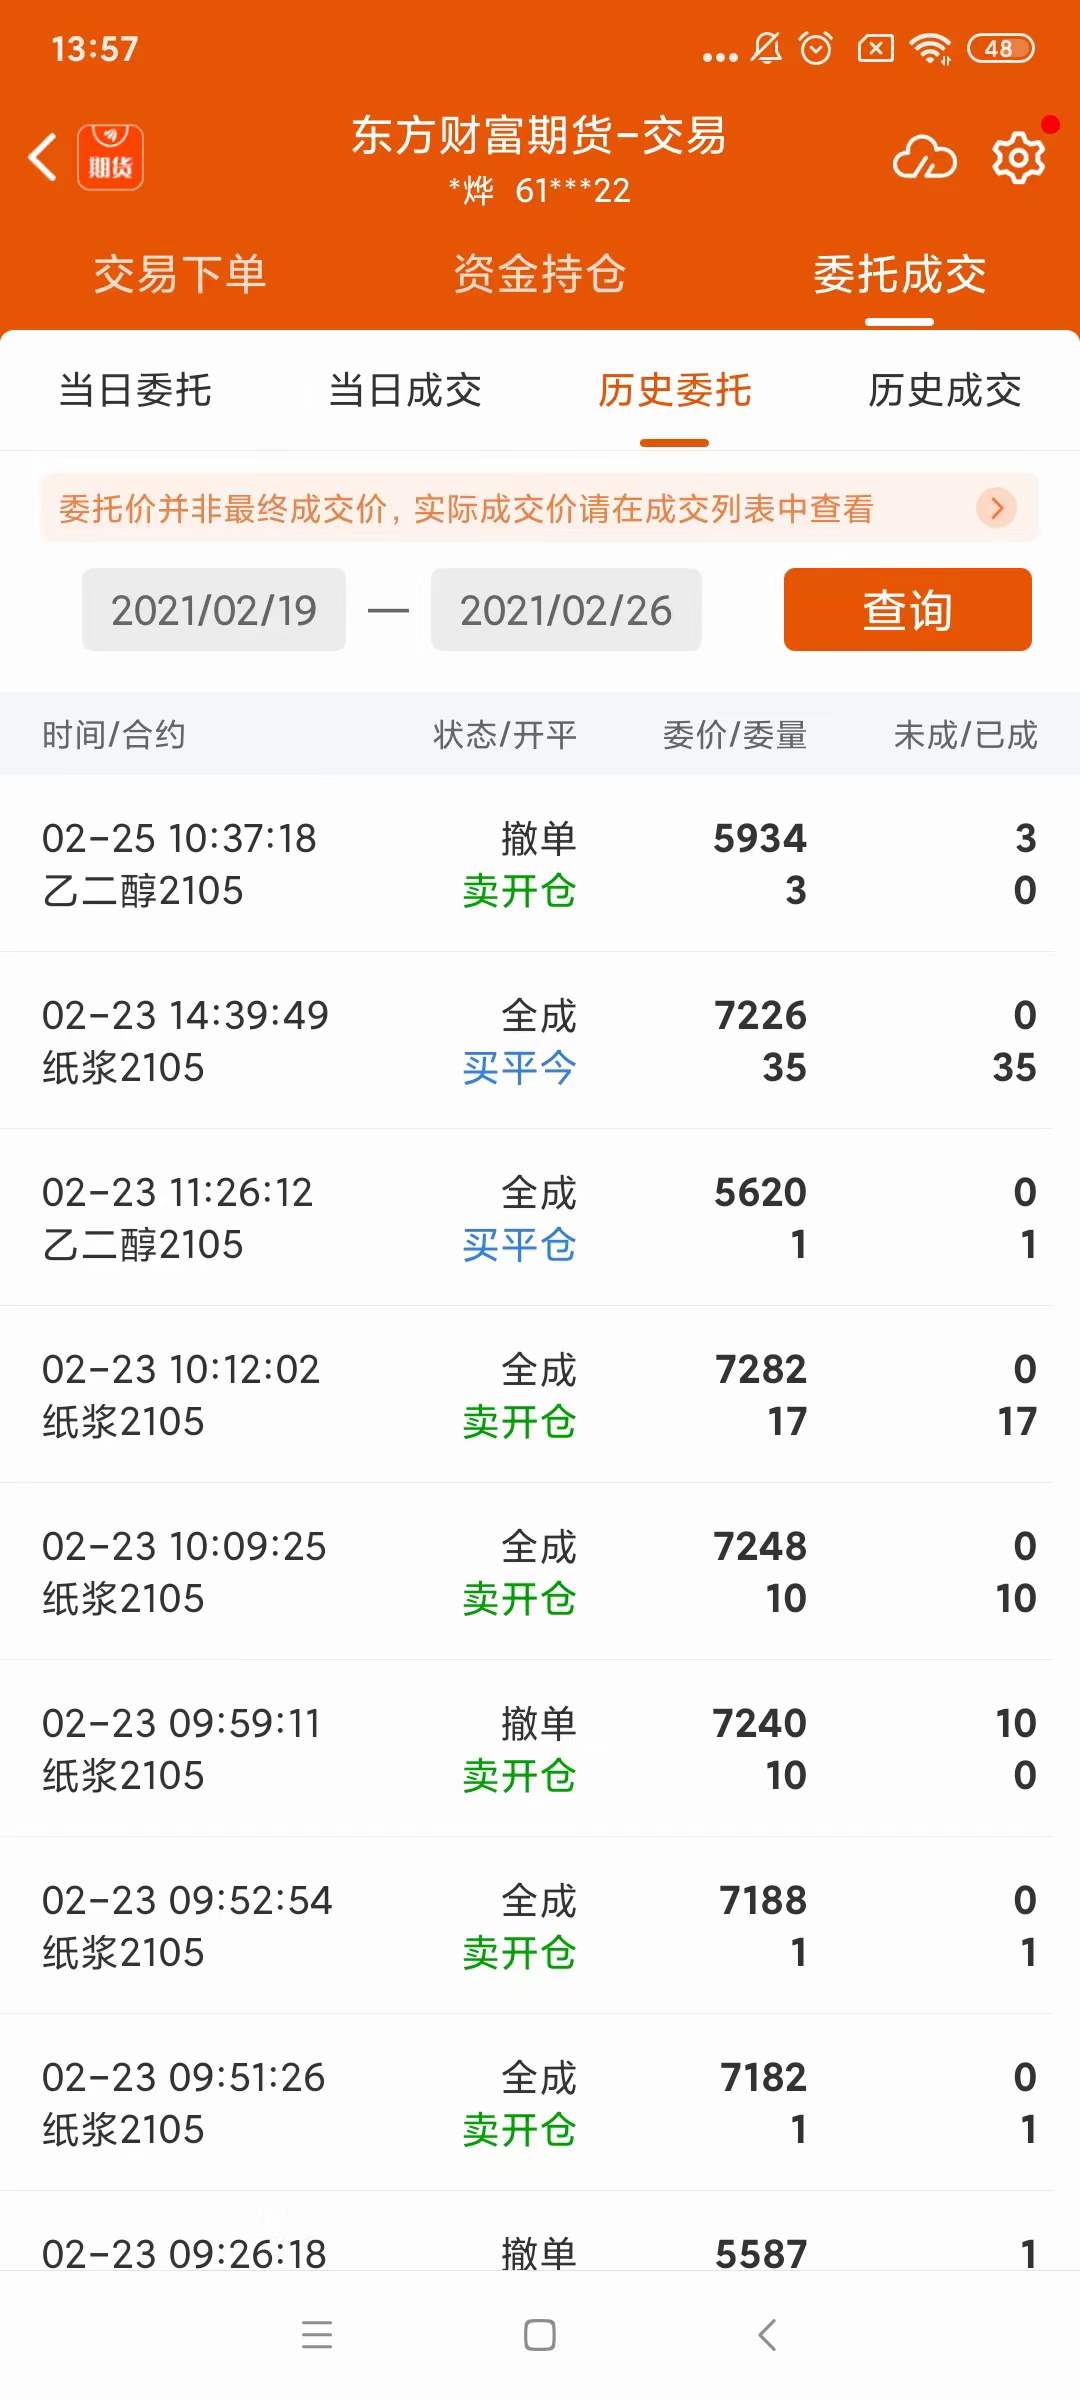 13:57
48
东方财富期货-交易
期货
*烨 61***22
交易下单 资金持仓 委托成交
当日委托 当日成交 历史委托 历史成交
委托价并非最终成交价, 实际成交价请在成交列表中查看
2021/02/19 — 2021/02/26 查询
时间/合约 状态/开平 委价/委量 未成/已成
02-25 10:37:18 撤单 5934 3
乙二醇2105 卖开仓 3 0
02-23 14:39:49 全成 7226 0
纸浆2105 买平今 35 35
02-23 11:26:12 全成 5620 0
乙二醇2105 买平仓 1 1
02-23 10:12:02 全成 7282 0
纸浆2105 卖开仓 17 17
02-23 10:09:25 全成 7248 0
纸浆2105 卖开仓 10 10
02-23 09:59:11 撤单 7240 10
纸浆2105 卖开仓 10 0
02-23 09:52:54 全成 7188 0
纸浆2105 卖开仓 1 1
02-23 09:51:26 全成 7182 0
纸浆2105 卖开仓 1 1
02-23 09:26:18 撤单 5587 1